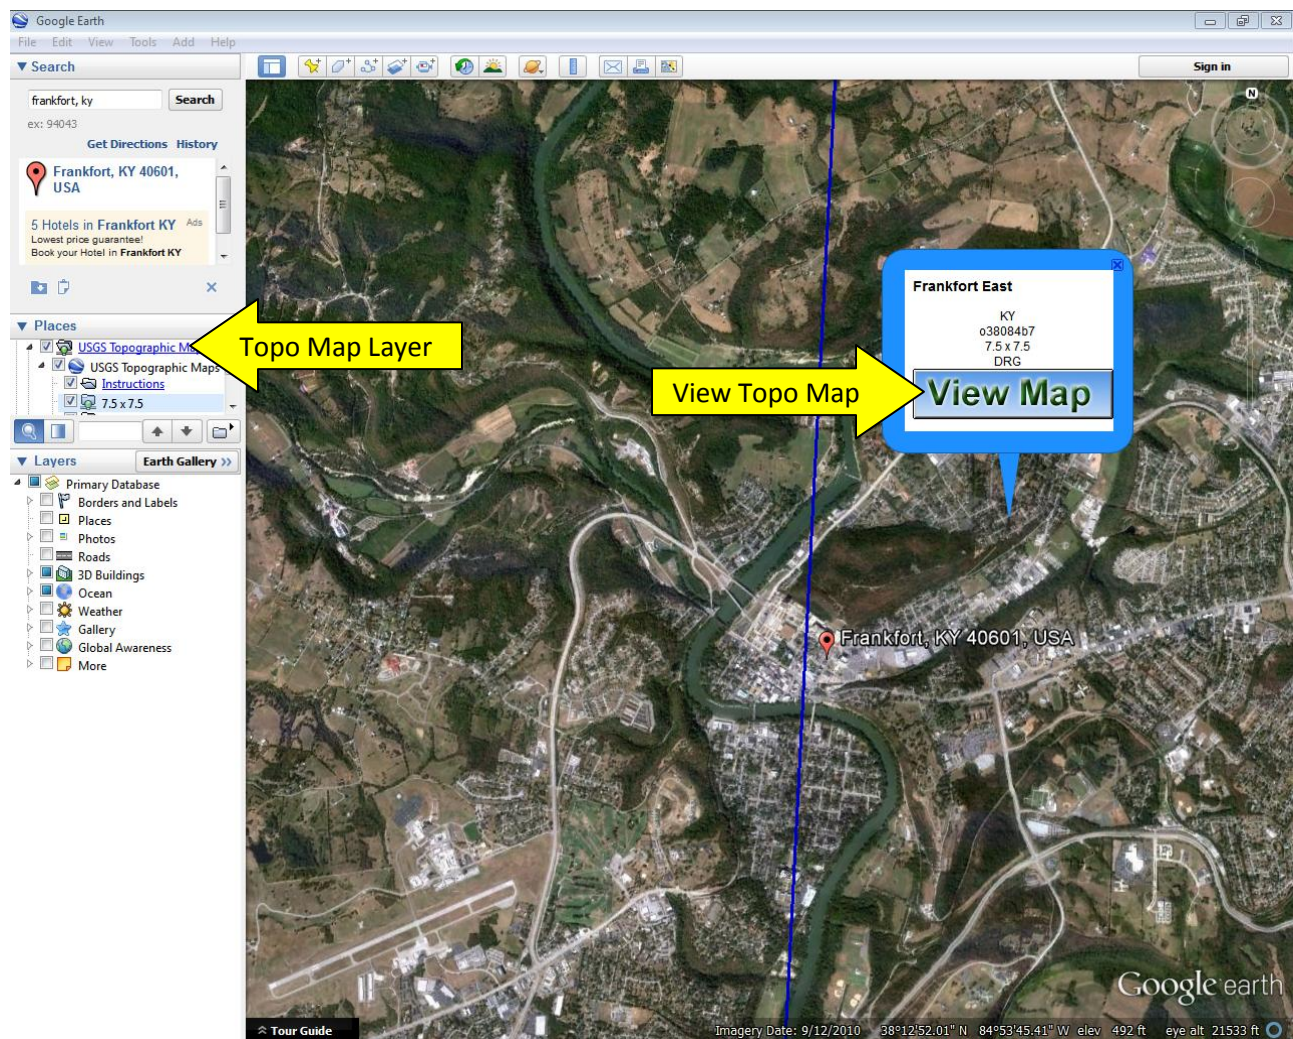 Google Earth
File Edit View Tools Add Help
Search
Sign in
frankfort, ky
Search
ex: 94043
Get Directions History
Frankfort, KY 40601,
USA
5 Hotels in Frankfort KY Ads
Lowest price guarantee!
Book your Hotel in Frankfort KY
Places
USGS Topographic Ma
USGS Topographic Maps
Instructions
7.5 x 7.5
Topo Map Layer
Layers
Earth Gallery >>
Primary Database
Borders and Labels
Places
Photos
Roads
3D Buildings
Ocean
Weather
Gallery
Global Awareness
More
N
Frankfort East
KY
o38084b7
7.5 x 7.5
DRG
View Map
View Topo Map
Frankfort, KY 40601, USA
Google earth
Tour Guide
Imagery Date: 9/12/2010 38°12'52.01" N 84°53'45.41" W elev 492 ft eye alt 21533 ft